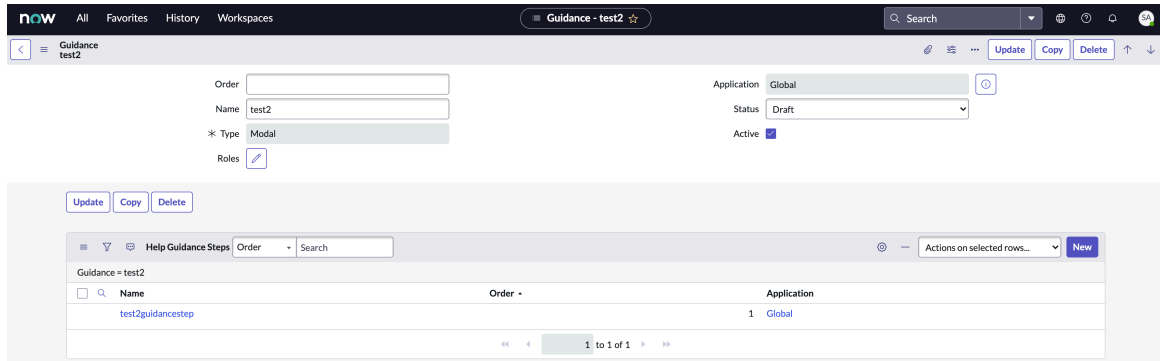 now All Favorites History Workspaces Guidance - test2 Search SA
Guidance
test2
Update Copy Delete
Order Application Global
Name test2 Status Draft
* Type Modal Active
Roles
Update Copy Delete
Help Guidance Steps Order Search Actions on selected rows... New
Guidance = test2
Name Order Application
test2guidancestep 1 Global
1 to 1 of 1